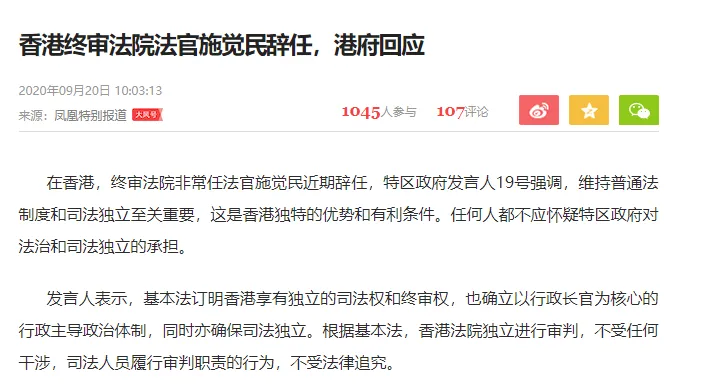 香港终审法院法官施觉民辞任，港府回应
2020年09月20日 10:03:13
来源：凤凰特别报道 大风号
1045人参与 107评论
在香港，终审法院非常任法官施觉民近期辞任，特区政府发言人19号强调，维持普通法
制度和司法独立至关重要，这是香港独特的优势和有利条件。任何人都不应怀疑特区政府对
法治和司法独立的承担。
发言人表示，基本法订明香港享有独立的司法权和终审权，也确立以行政长官为核心的
行政主导政治体制，同时亦确保司法独立。根据基本法，香港法院独立进行审判，不受任何
干涉，司法人员履行审判职责的行为，不受法律追究。